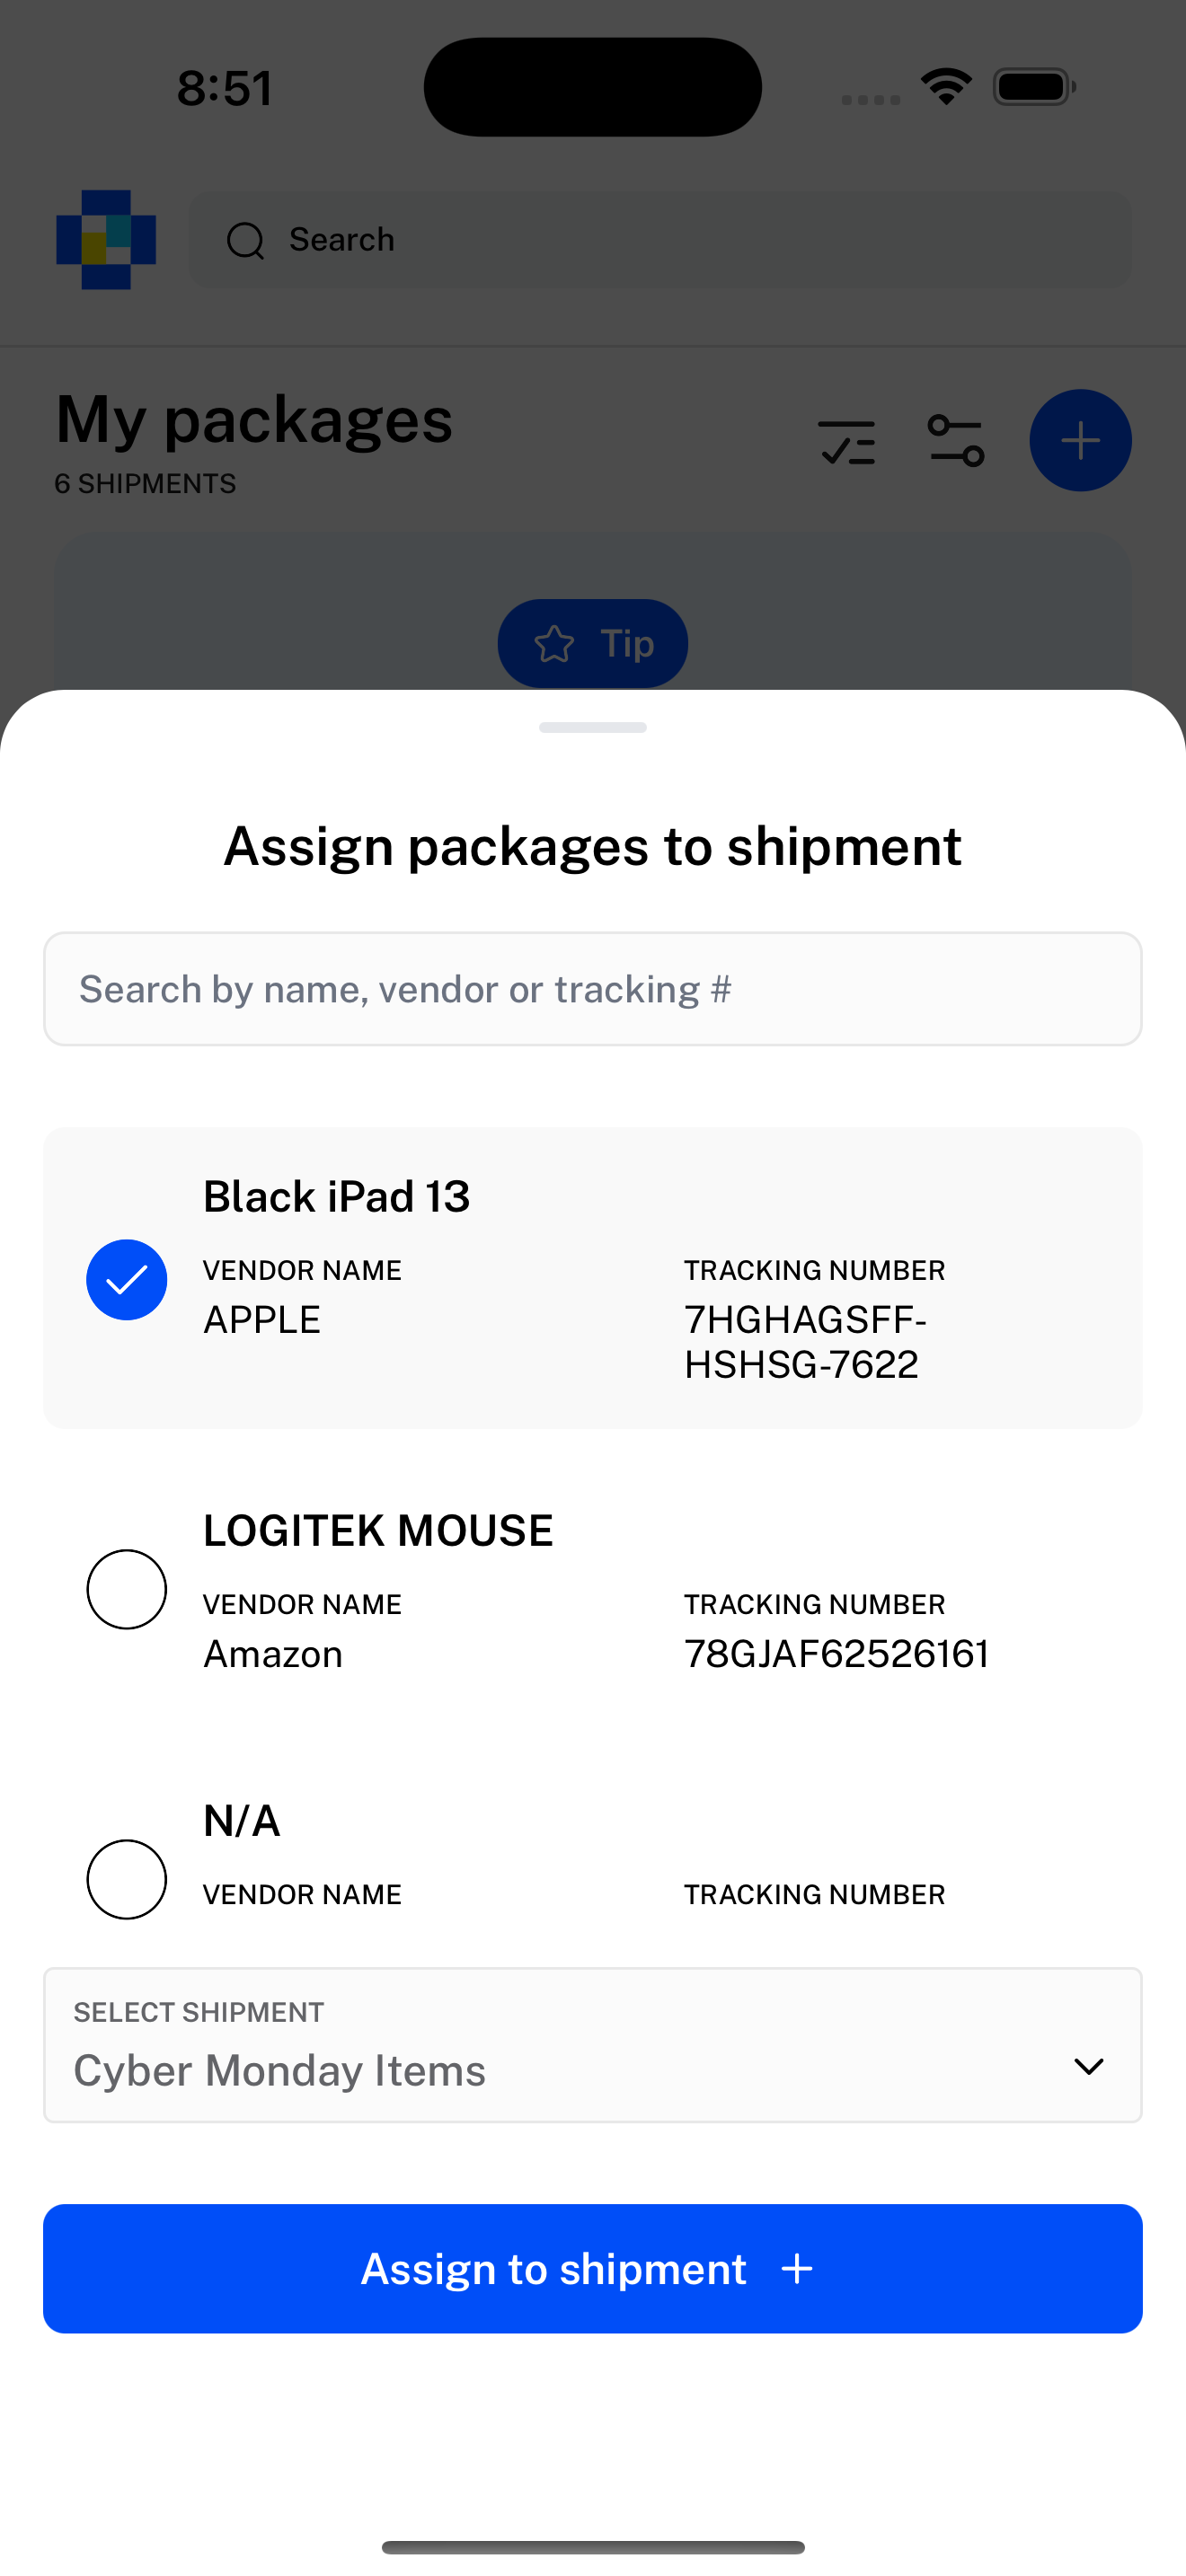 8:51
Search
My packages
6 SHIPMENTS
Tip
Assign packages to shipment
Search by name, vendor or tracking #
Black iPad 13
VENDOR NAME TRACKING NUMBER
APPLE 7HGHAGSFF-
HSHSG-7622
LOGITEK MOUSE
VENDOR NAME TRACKING NUMBER
Amazon 78GJAF62526161
N/A
VENDOR NAME TRACKING NUMBER
SELECT SHIPMENT
Cyber Monday Items
Assign to shipment +